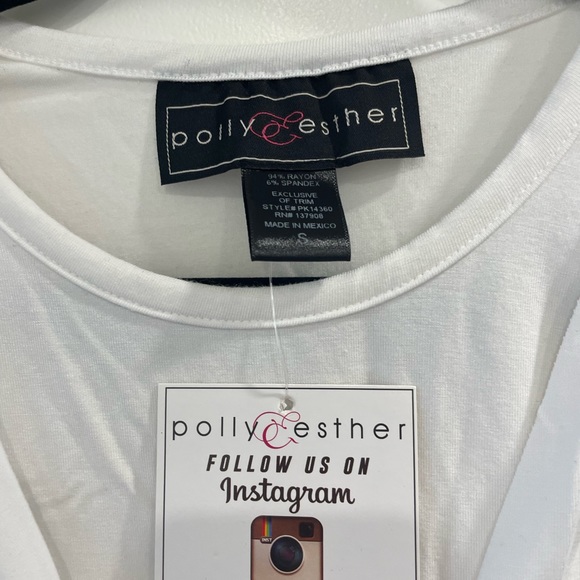 polly & esther
94% RAYON
6% SPANDEX
EXCLUSIVE
OF TRIM
STYLE# PK14360
RN# 137908
MADE IN MEXICO
S
polly & esther
FOLLOW US ON
Instagram
INST